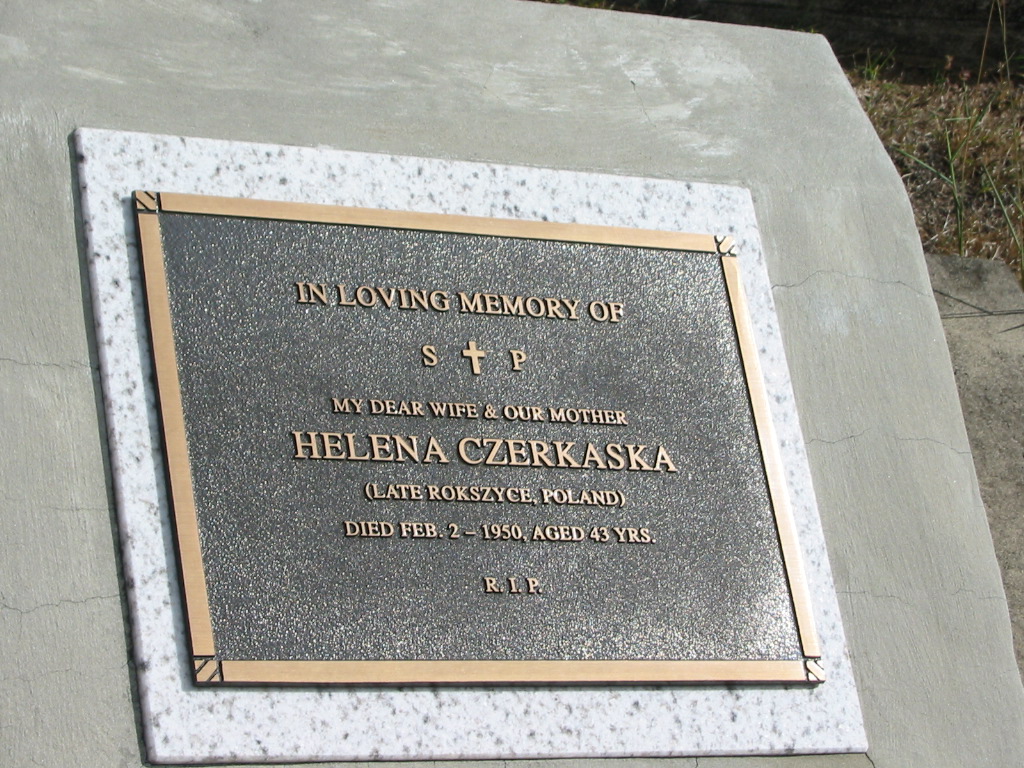 IN LOVING MEMORY OF
S ✝ P
MY DEAR WIFE & OUR MOTHER
HELENA CZERKASKA
(LATE ROKSZYCE, POLAND)
DIED FEB. 2 – 1950, AGED 43 YRS.
R. I. P.